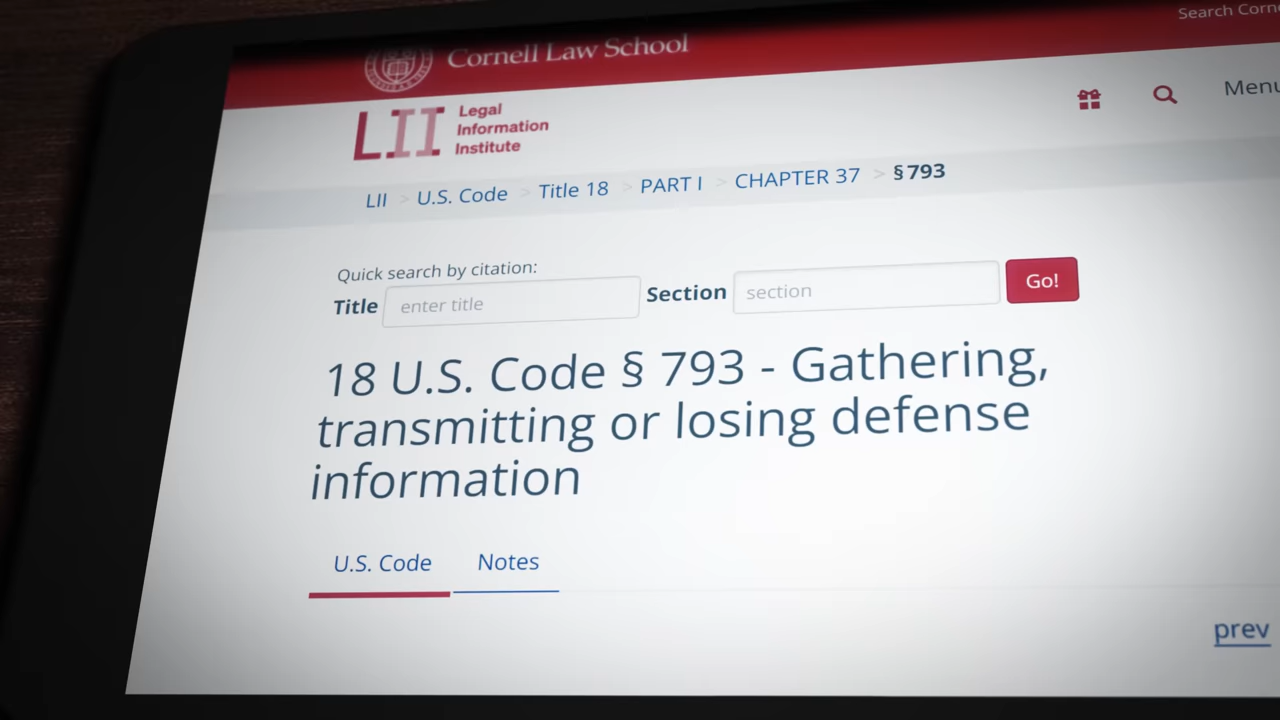 Cornell Law School
Search Corn
LII
Legal
Information
Institute
Menu
LII > U.S. Code > Title 18 > PART I > CHAPTER 37 > § 793
Quick search by citation:
Title enter title Section section Go!
18 U.S. Code § 793 - Gathering,
transmitting or losing defense
information
U.S. Code Notes
prev